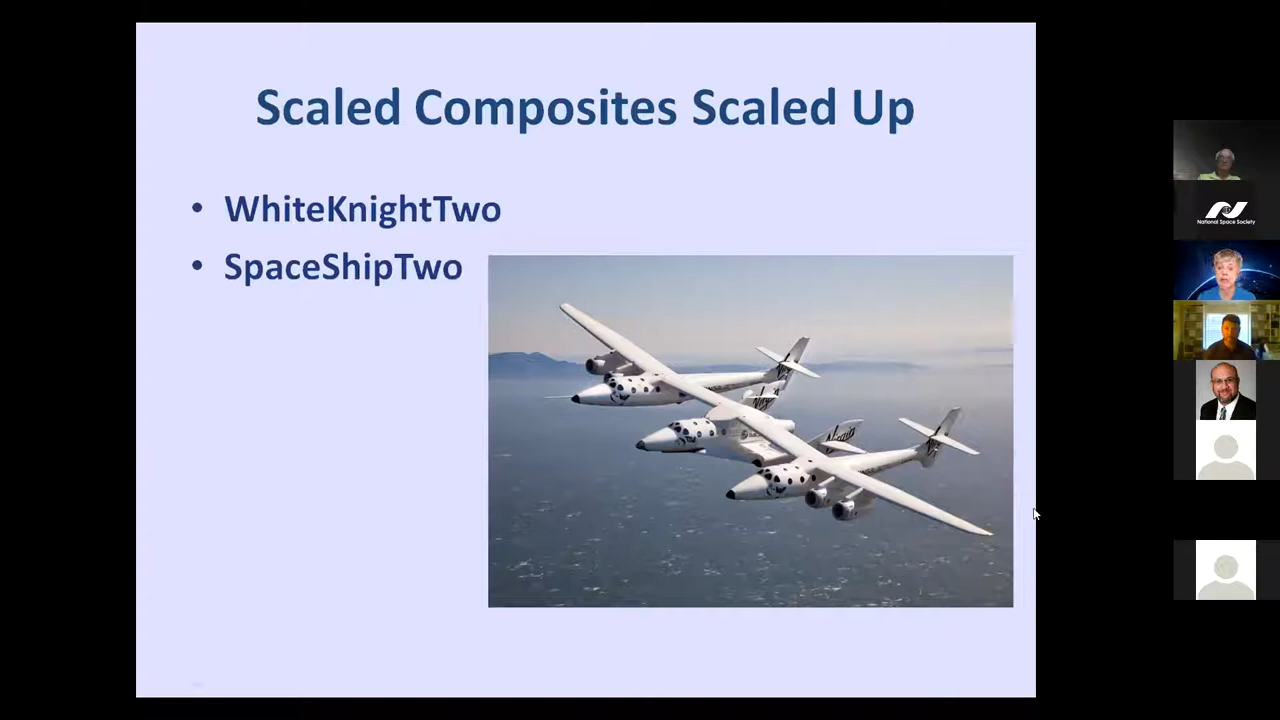 Scaled Composites Scaled Up
• WhiteKnightTwo
• SpaceShipTwo
National Space Society